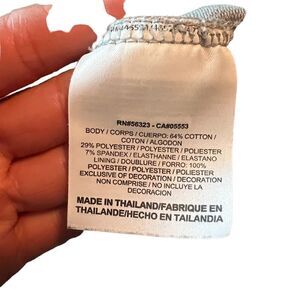 RN#56323 - CA#05553
BODY / CORPS / CUERPO: 64% COTTON /
COTON / ALGODON
29% POLYESTER / POLYESTER / POLIESTER
7% SPANDEX / ELASTHANNE / ELASTANO
LINING / DOUBLURE / FORRO: 100%
POLYESTER / POLYESTER / POLIESTER
EXCLUSIVE OF DECORATION / DECORATION
NON COMPRISE / NO INCLUYE LA
DECORACION
MADE IN THAILAND/FABRIQUE EN
THAILANDE/HECHO EN TAILANDIA